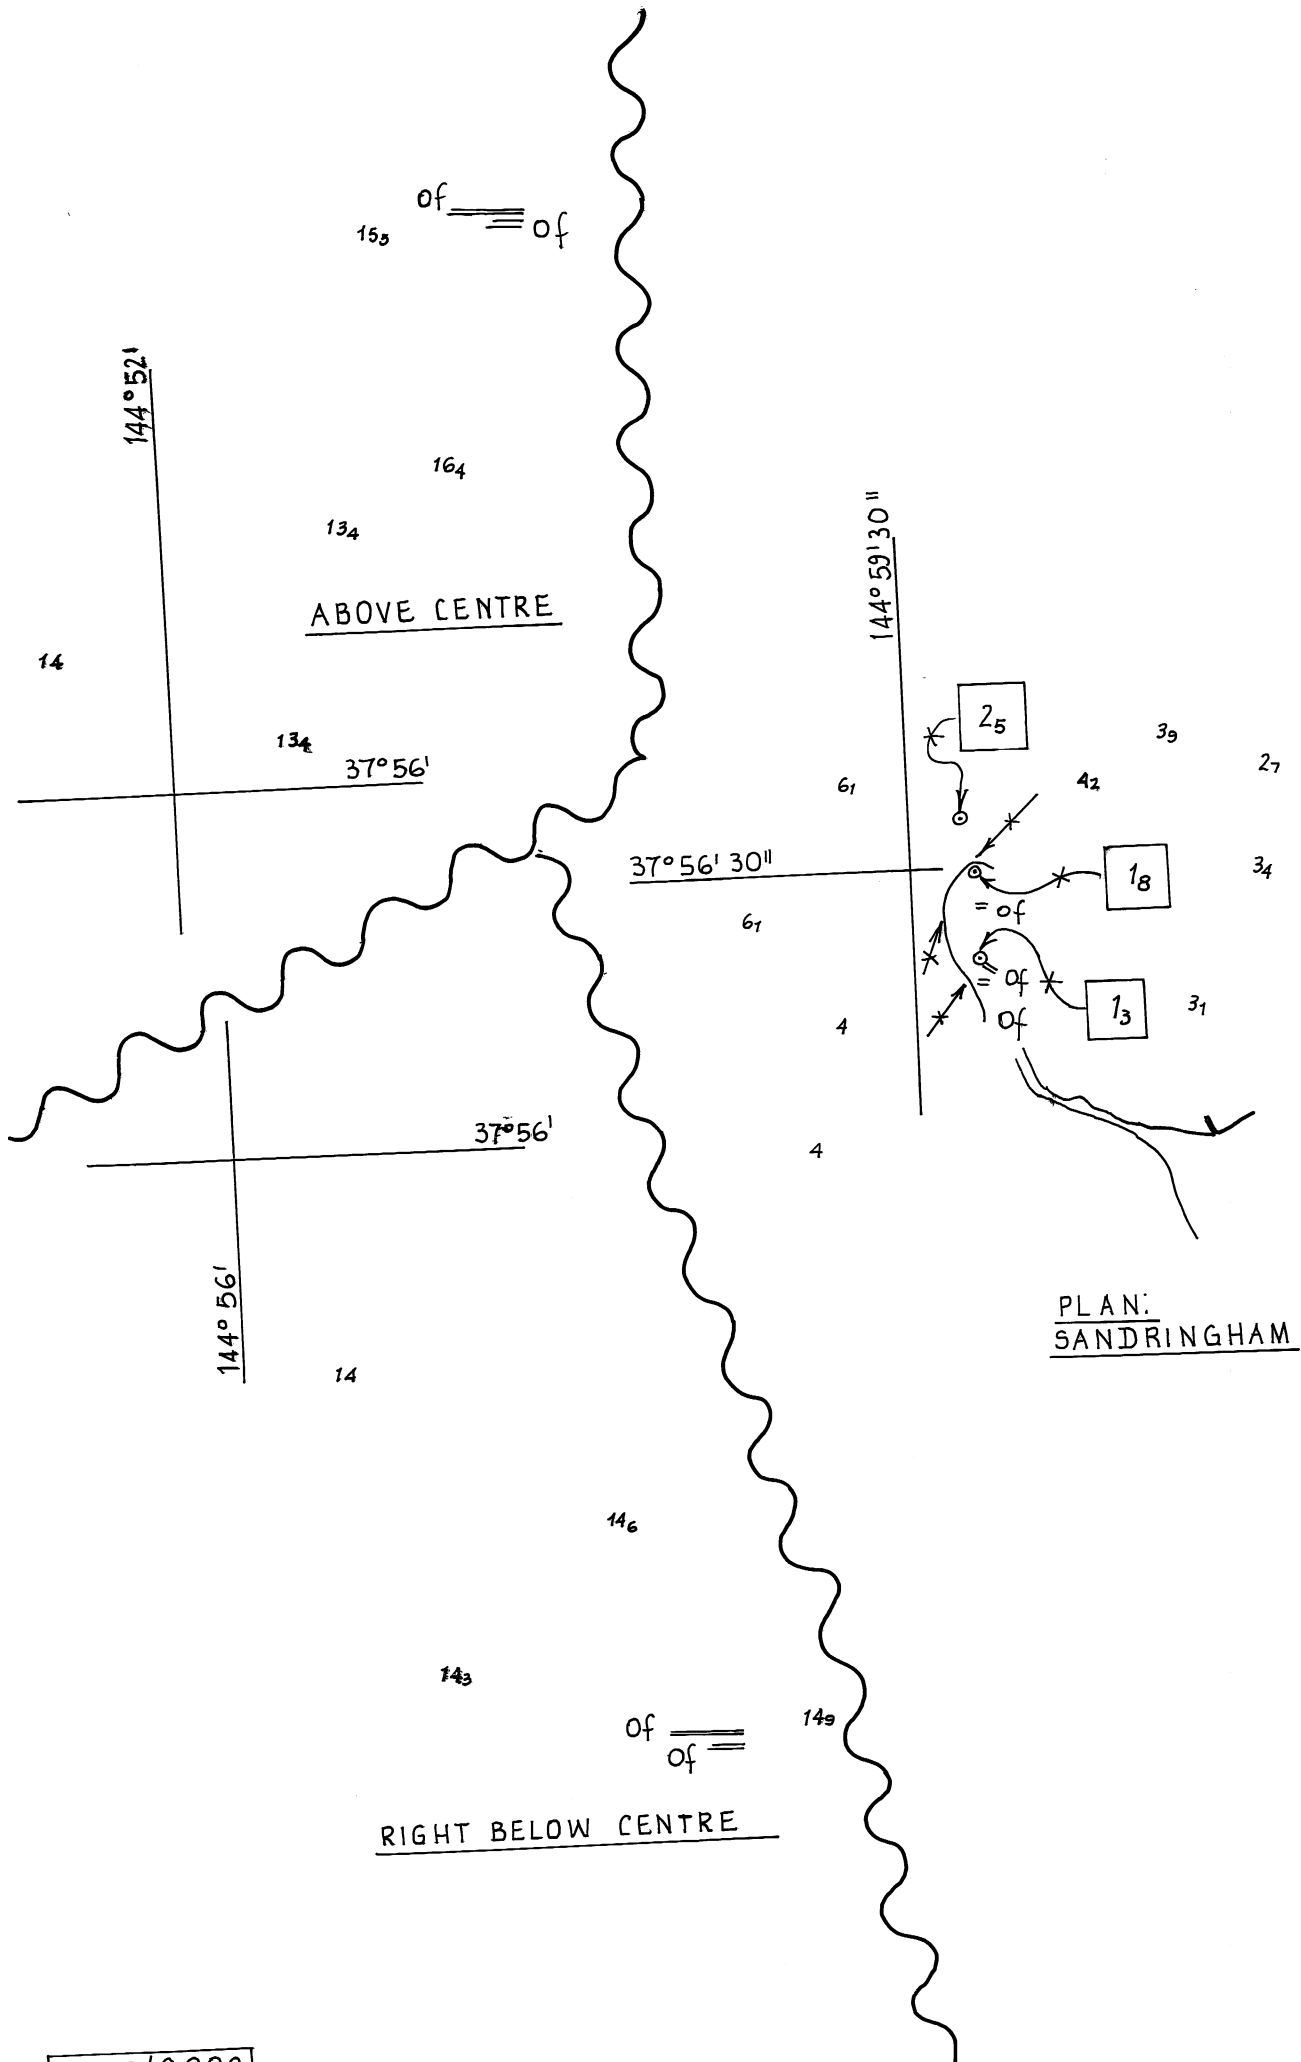 of
of
15₅
144°52'
16₄
13₄
ABOVE CENTRE
14
13₄
37°56'
144° 59' 30"
2₅
3₉
2₇
6₁
4₂
37°56' 30"
1₈
3₄
= of
6₁
= of
1₃
3₁
of
4
37°56'
4
144° 56'
PLAN:
SANDRINGHAM
14
14₆
14₃
of
14₉
of
RIGHT BELOW CENTRE